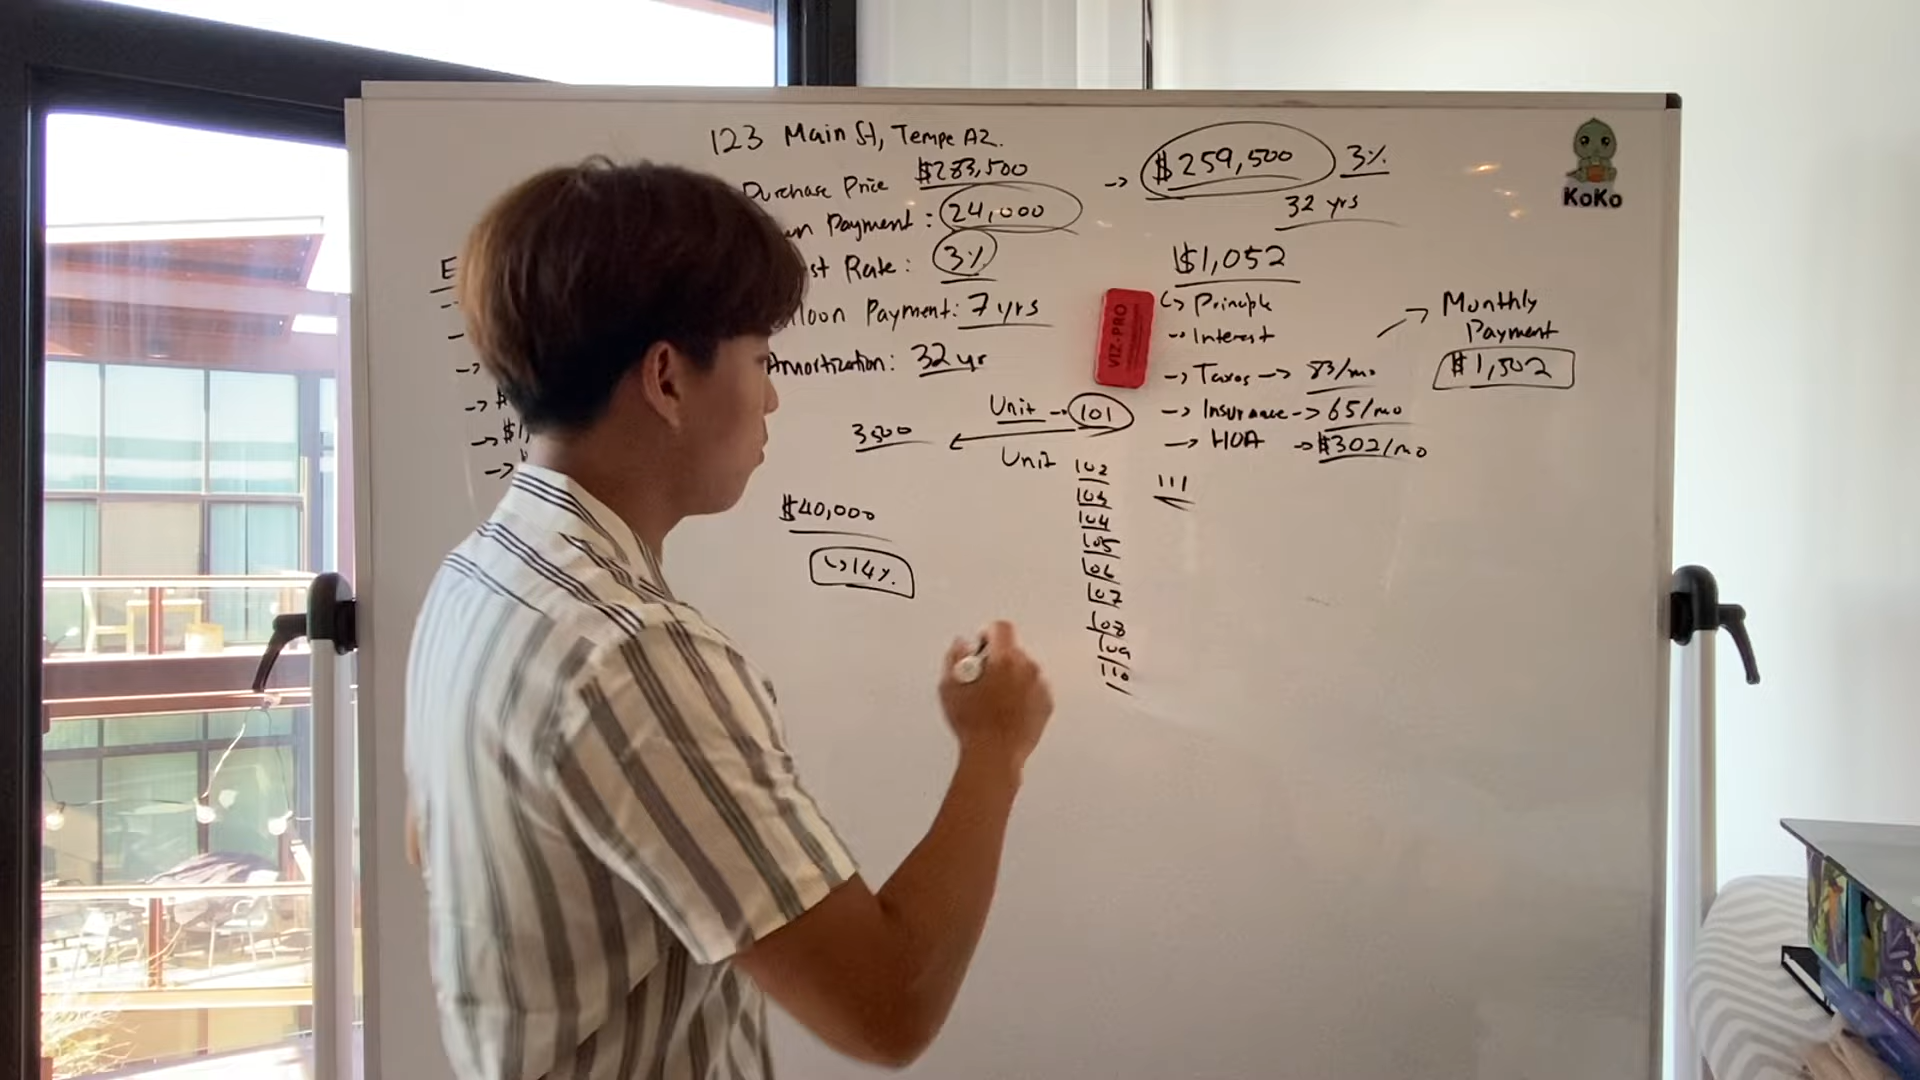 123 Main St, Tempe AZ.
Purchase Price $283,500
Payment: 24,000
Rate: 3%
Payment: 7 yrs
Amortization: 32 yr
Unit → 101
3500
Unit 102
103
104
105
106
107
108
109
110
111
$40,000
↳ 14%.
→ $259,500 3%
32 yrs
$1,052
↳ Principle
→ Interest
→ Taxes → 83/mo
→ Insurance → 65/mo
→ HOA → $302/mo
→ Monthly
Payment
$1,502
VIZ-PRO
KoKo